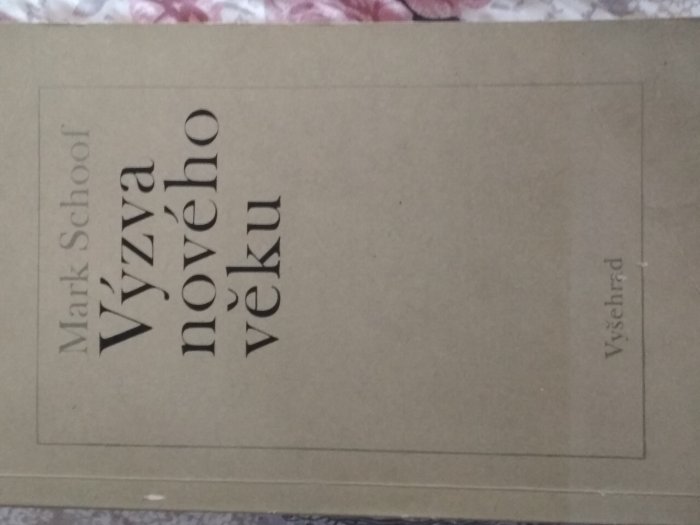 Mark Schoof
Výzva
nového
věku
Vyšehrad